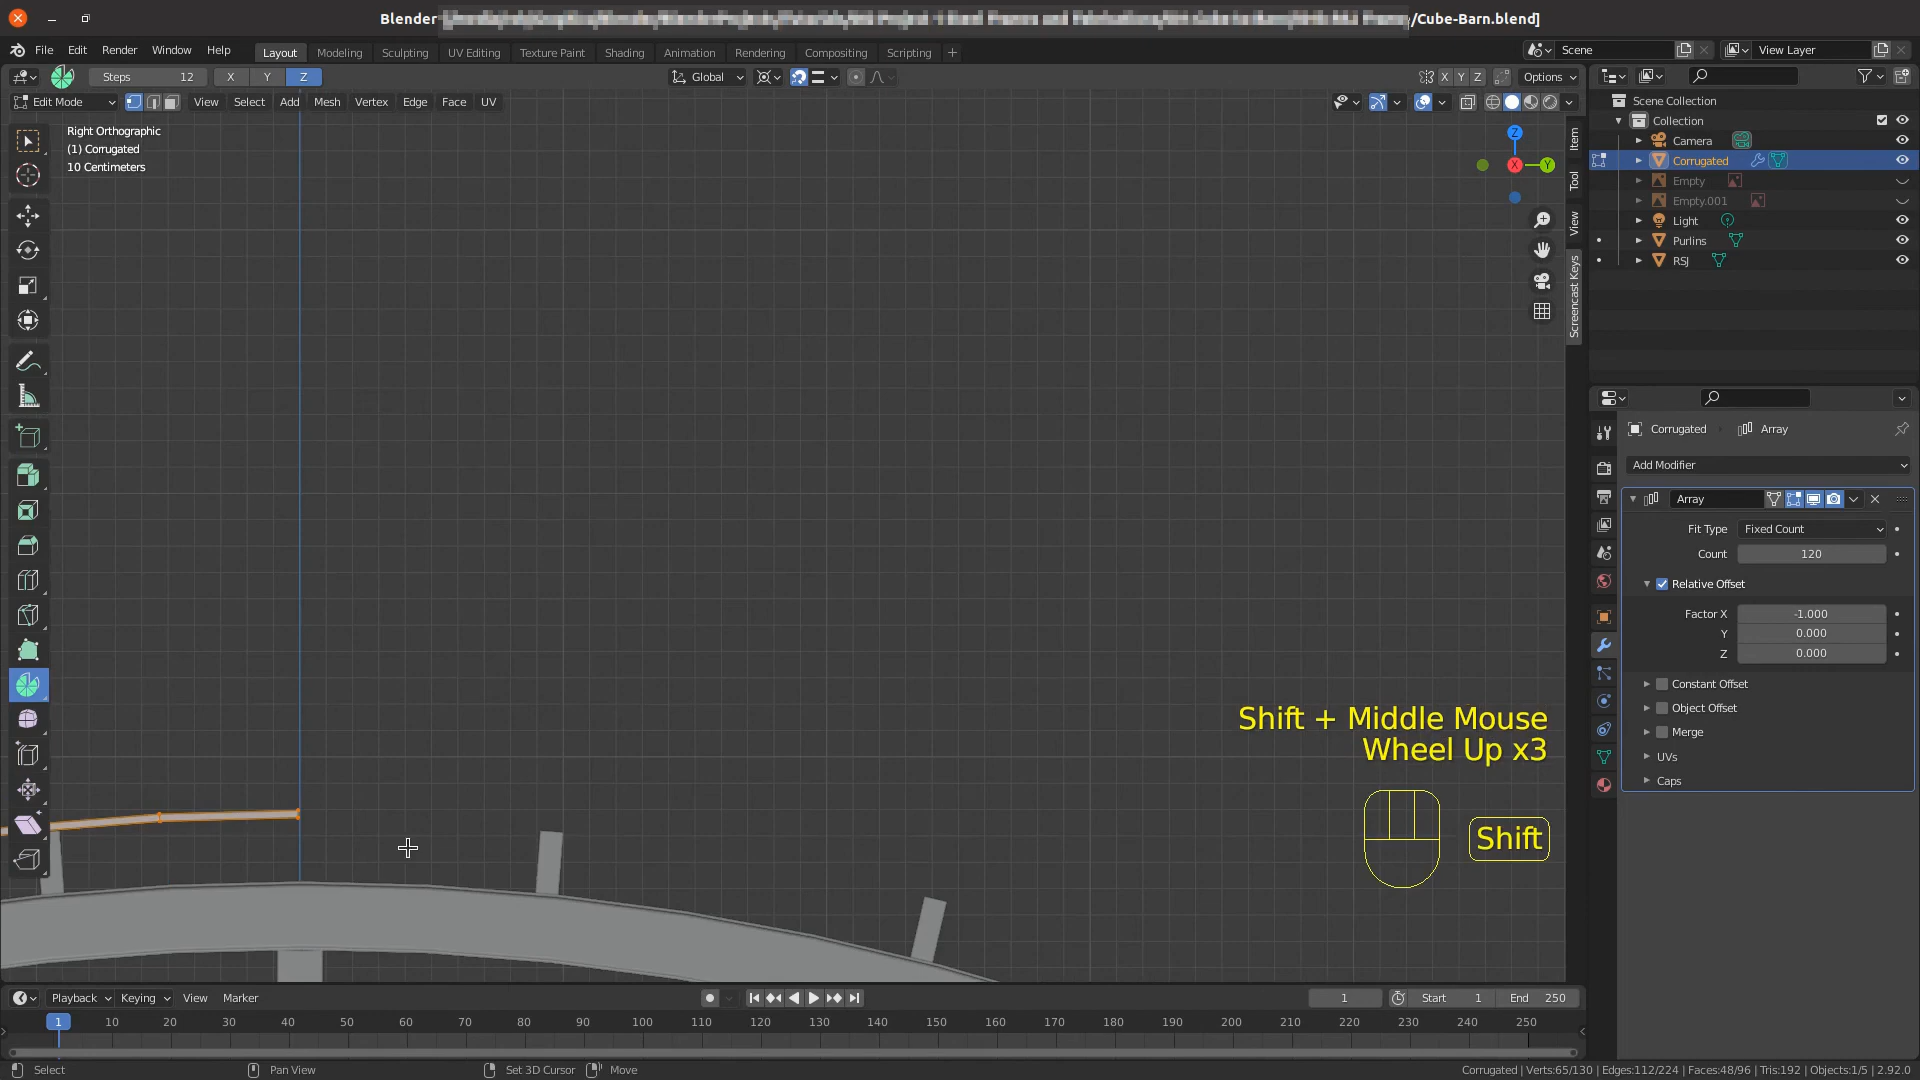 Blender
/Cube-Barn.blend]
File Edit Render Window Help
Layout Modeling Sculpting UV Editing Texture Paint Shading Animation Rendering Compositing Scripting +
Scene
View Layer
Steps 12 X Y Z
Global
X Y Z Options
Edit Mode View Select Add Mesh Vertex Edge Face UV
Right Orthographic
(1) Corrugated
10 Centimeters
Z
X
Y
Item
Tool
View
Screencast Keys
Scene Collection
Collection
Camera
Corrugated
Empty
Empty.001
Light
Purlins
RSJ
Corrugated Array
Add Modifier
Array
Fit Type Fixed Count
Count 120
Relative Offset
Factor X -1.000
Y 0.000
Z 0.000
Constant Offset
Object Offset
Merge
UVs
Caps
Shift + Middle Mouse
Wheel Up x3
Shift
Playback Keying View Marker
1 Start 1 End 250
1 10 20 30 40 50 60 70 80 90 100 110 120 130 140 150 160 170 180 190 200 210 220 230 240 250
Select Pan View Set 3D Cursor Move
Corrugated | Verts:65/130 | Edges:112/224 | Faces:48/96 | Tris:192 | Objects:1/5 | 2.92.0